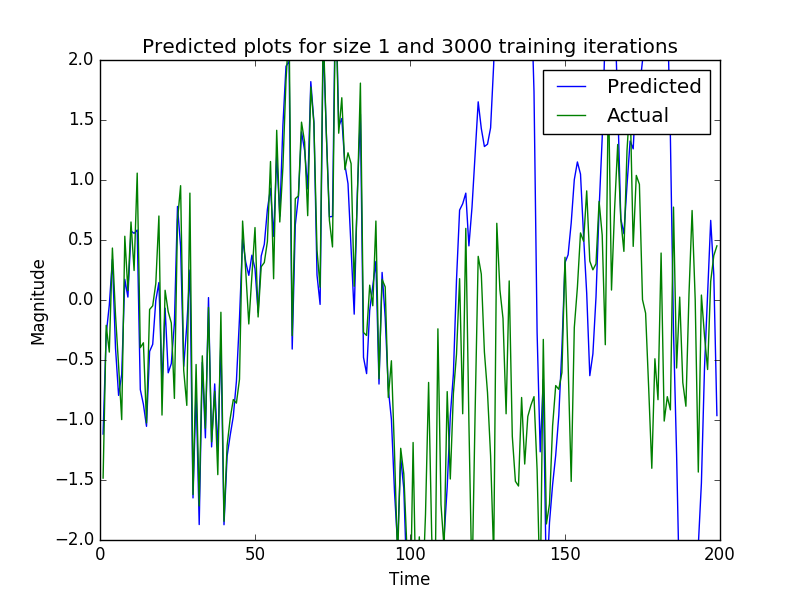 Predicted plots for size 1 and 3000 training iterations
2.0
1.5
1.0
0.5
0.0
−0.5
−1.0
−1.5
−2.0
Magnitude
Predicted
Actual
0 50 100 150 200
Time